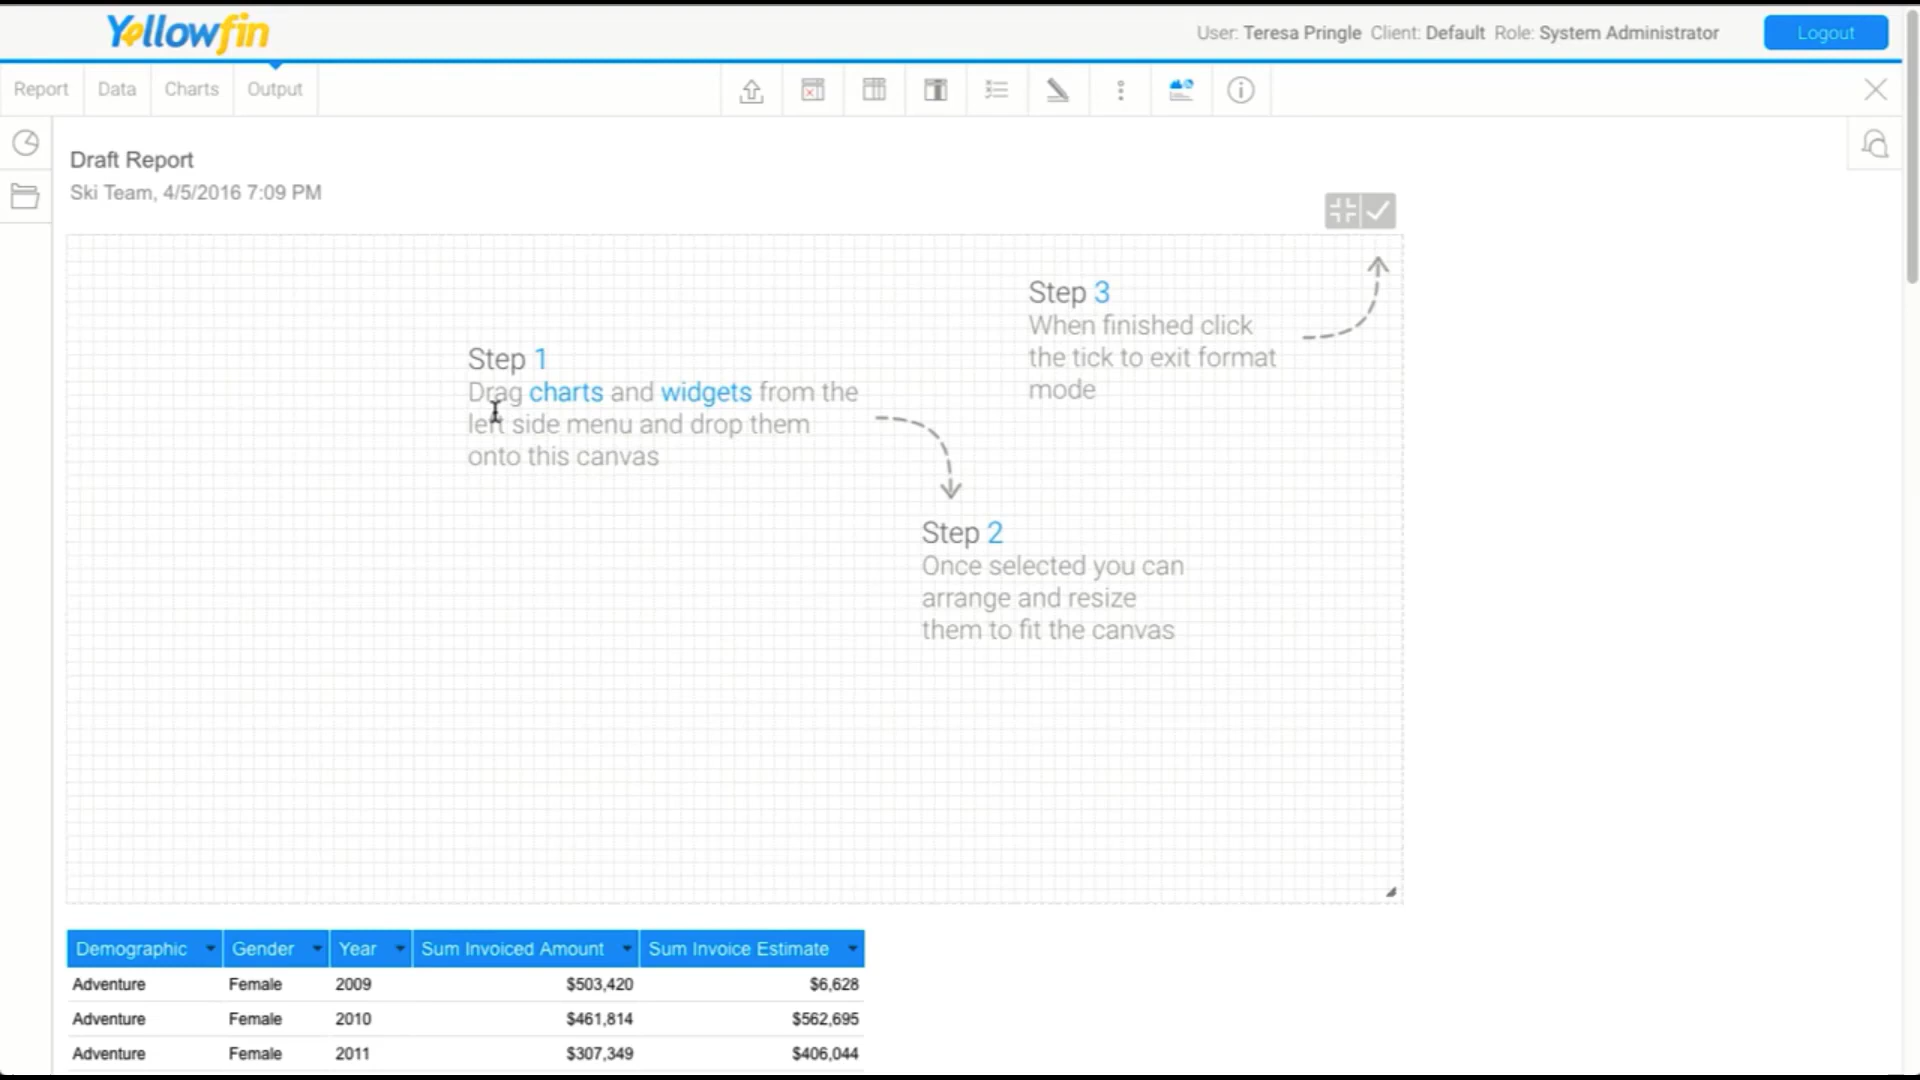 Yellowfin
User: Teresa Pringle Client: Default Role: System Administrator
Logout
Report Data Charts Output
Draft Report
Ski Team, 4/5/2016 7:09 PM
Step 1
Drag charts and widgets from the
left side menu and drop them
onto this canvas
Step 2
Once selected you can
arrange and resize
them to fit the canvas
Step 3
When finished click
the tick to exit format
mode
Demographic Gender Year Sum Invoiced Amount Sum Invoice Estimate
Adventure Female 2009 $503,420 $6,628
Adventure Female 2010 $461,814 $562,695
Adventure Female 2011 $307,349 $406,044